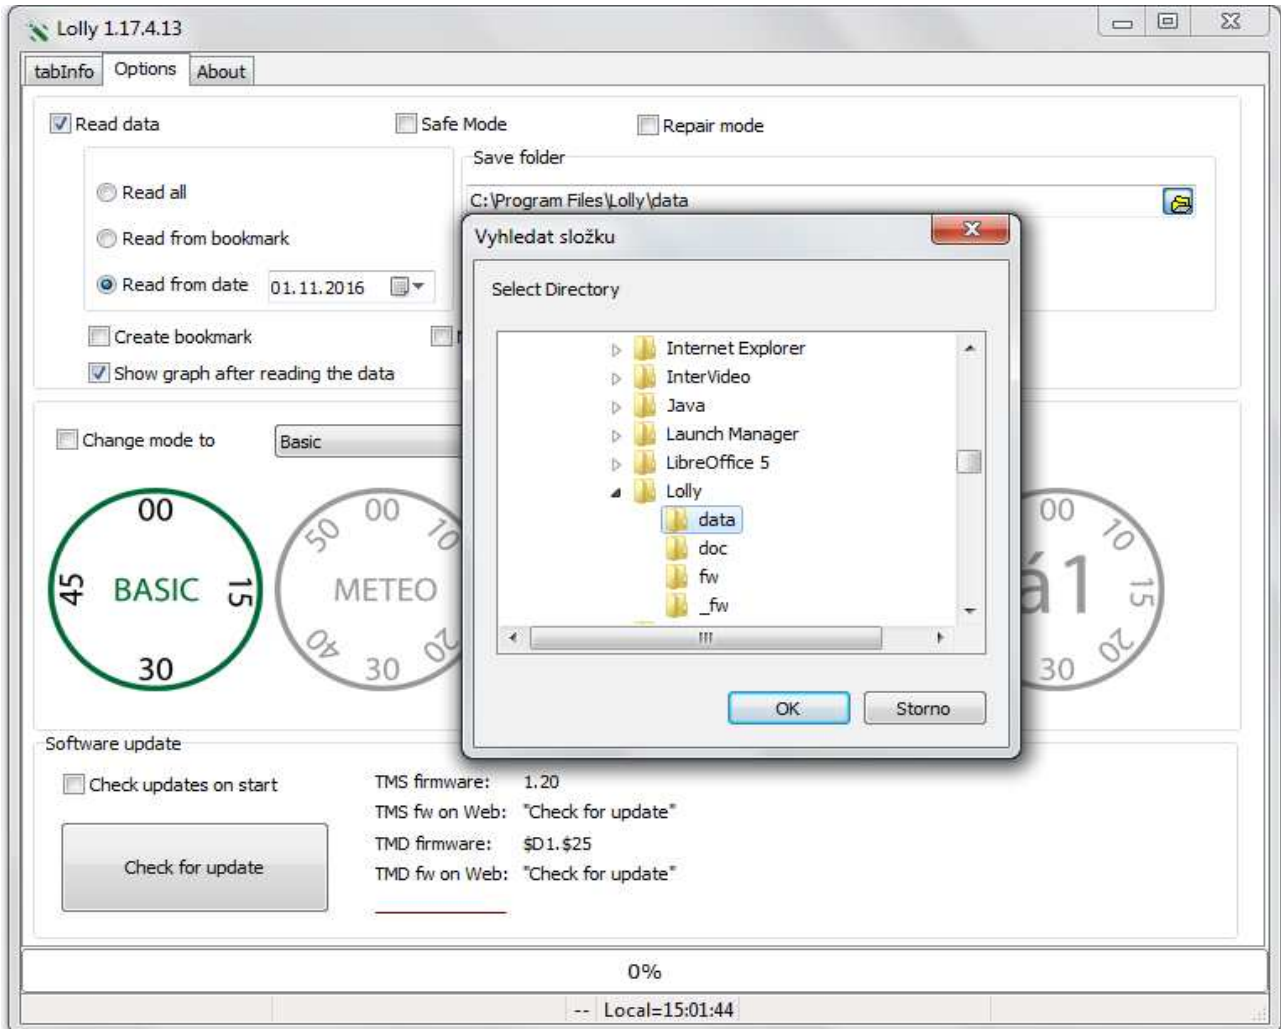 Lolly 1.17.4.13
tabInfo Options About
Read data Safe Mode Repair mode
Save folder
Read all
C:\Program Files\Lolly\data
Read from bookmark
Read from date 01.11.2016
Create bookmark
Show graph after reading the data
Vyhledat složku
Select Directory
Internet Explorer
InterVideo
Java
Launch Manager
LibreOffice 5
Lolly
data
doc
fw
_fw
OK Storno
Change mode to Basic
00
45 BASIC 15
30
00
50 10
METEO
40 20
30
00
10
á1 15
20
30
Software update
Check updates on start
Check for update
TMS firmware: 1.20
TMS fw on Web: "Check for update"
TMD firmware: $D1.$25
TMD fw on Web: "Check for update"
0%
-- Local=15:01:44